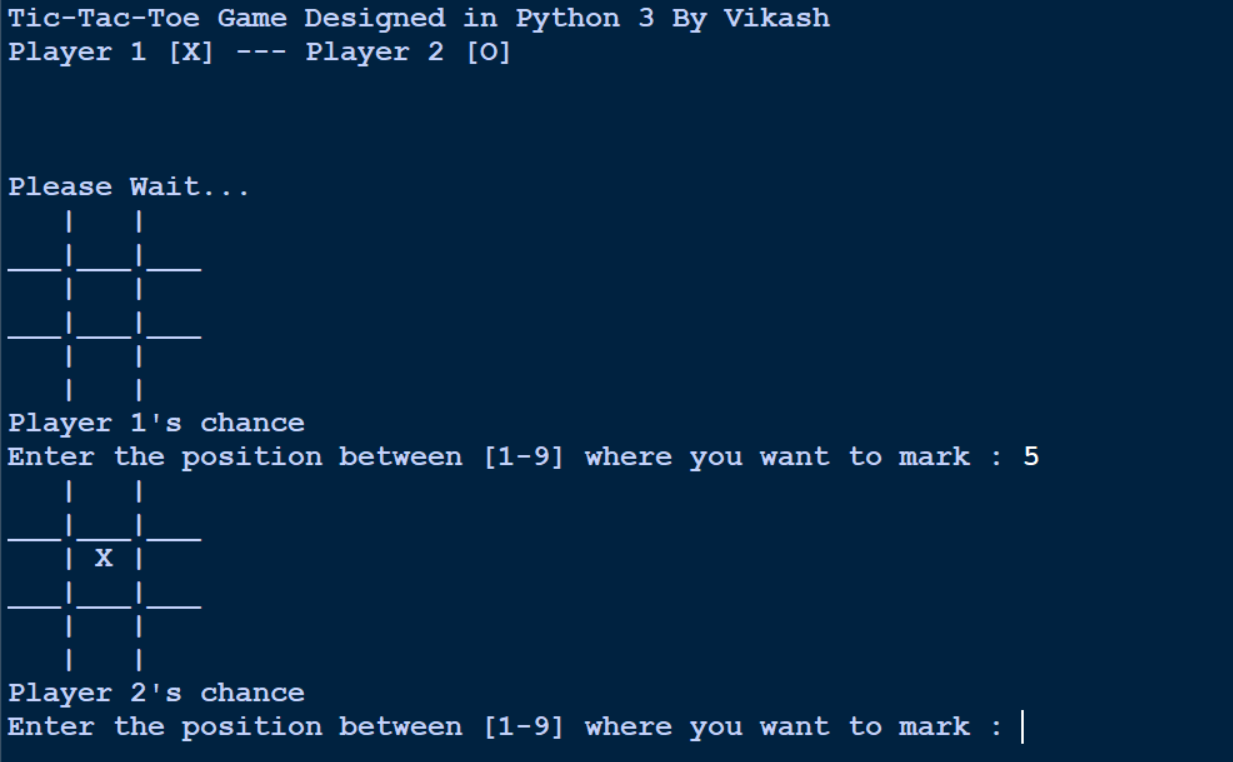 Tic-Tac-Toe Game Designed in Python 3 By Vikash
Player 1 [X] --- Player 2 [O]
Please Wait...
   |   |
___|___|___
   |   |
___|___|___
   |   |
   |   |
Player 1's chance
Enter the position between [1-9] where you want to mark : 5
   |   |
___|___|___
   | X |
___|___|___
   |   |
   |   |
Player 2's chance
Enter the position between [1-9] where you want to mark :